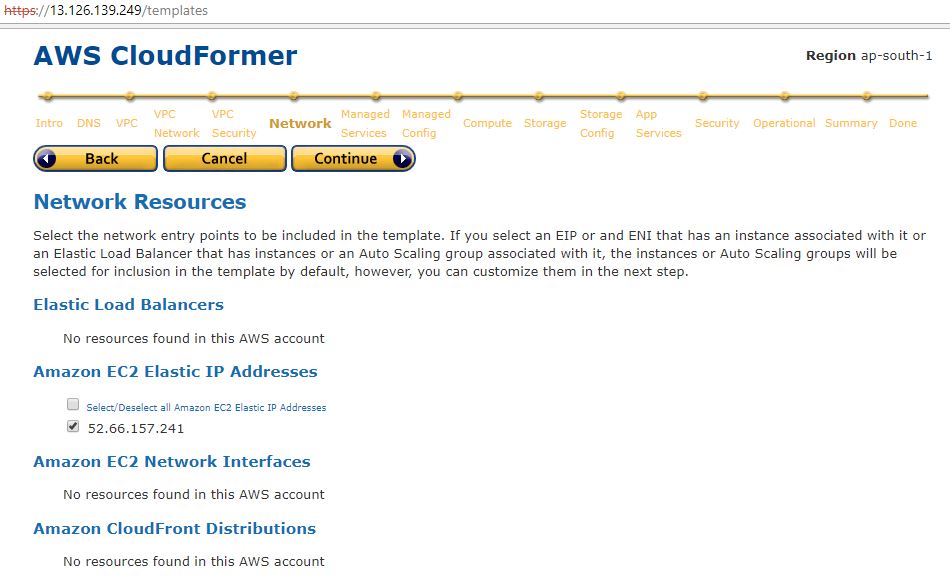 https://13.126.139.249/templates
AWS CloudFormer
Region ap-south-1
Intro DNS VPC VPC Network VPC Security Network Managed Services Managed Config Compute Storage Storage Config App Services Security Operational Summary Done
Back Cancel Continue
Network Resources
Select the network entry points to be included in the template. If you select an EIP or and ENI that has an instance associated with it or
an Elastic Load Balancer that has instances or an Auto Scaling group associated with it, the instances or Auto Scaling groups will be
selected for inclusion in the template by default, however, you can customize them in the next step.
Elastic Load Balancers
No resources found in this AWS account
Amazon EC2 Elastic IP Addresses
Select/Deselect all Amazon EC2 Elastic IP Addresses
52.66.157.241
Amazon EC2 Network Interfaces
No resources found in this AWS account
Amazon CloudFront Distributions
No resources found in this AWS account